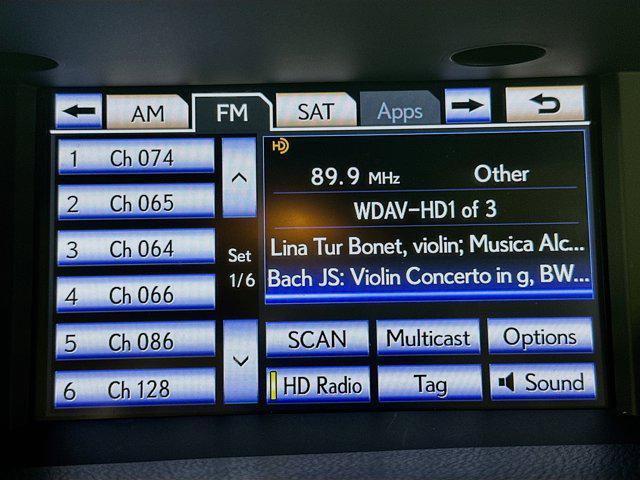 AM FM SAT Apps
1 Ch 074
2 Ch 065
3 Ch 064
4 Ch 066
5 Ch 086
6 Ch 128
Set
1/6
HD
89.9 MHz Other
WDAV-HD1 of 3
Lina Tur Bonet, violin; Musica Alc...
Bach JS: Violin Concerto in g, BW...
SCAN Multicast Options
HD Radio Tag Sound